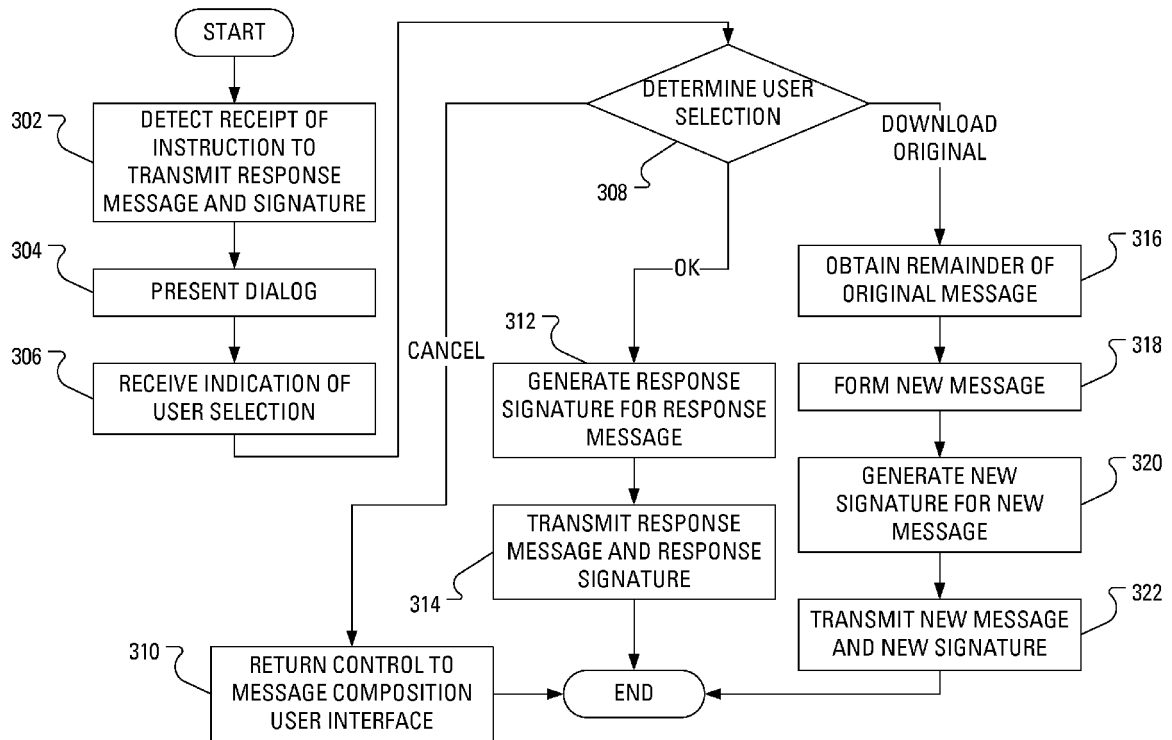 START
302
DETECT RECEIPT OF
INSTRUCTION TO
TRANSMIT RESPONSE
MESSAGE AND SIGNATURE
304
PRESENT DIALOG
306
RECEIVE INDICATION OF
USER SELECTION
DETERMINE USER
SELECTION
308
CANCEL
OK
DOWNLOAD
ORIGINAL
310
RETURN CONTROL TO
MESSAGE COMPOSITION
USER INTERFACE
312
GENERATE RESPONSE
SIGNATURE FOR RESPONSE
MESSAGE
314
TRANSMIT RESPONSE
MESSAGE AND RESPONSE
SIGNATURE
316
OBTAIN REMAINDER OF
ORIGINAL MESSAGE
318
FORM NEW MESSAGE
320
GENERATE NEW
SIGNATURE FOR NEW
MESSAGE
322
TRANSMIT NEW MESSAGE
AND NEW SIGNATURE
END